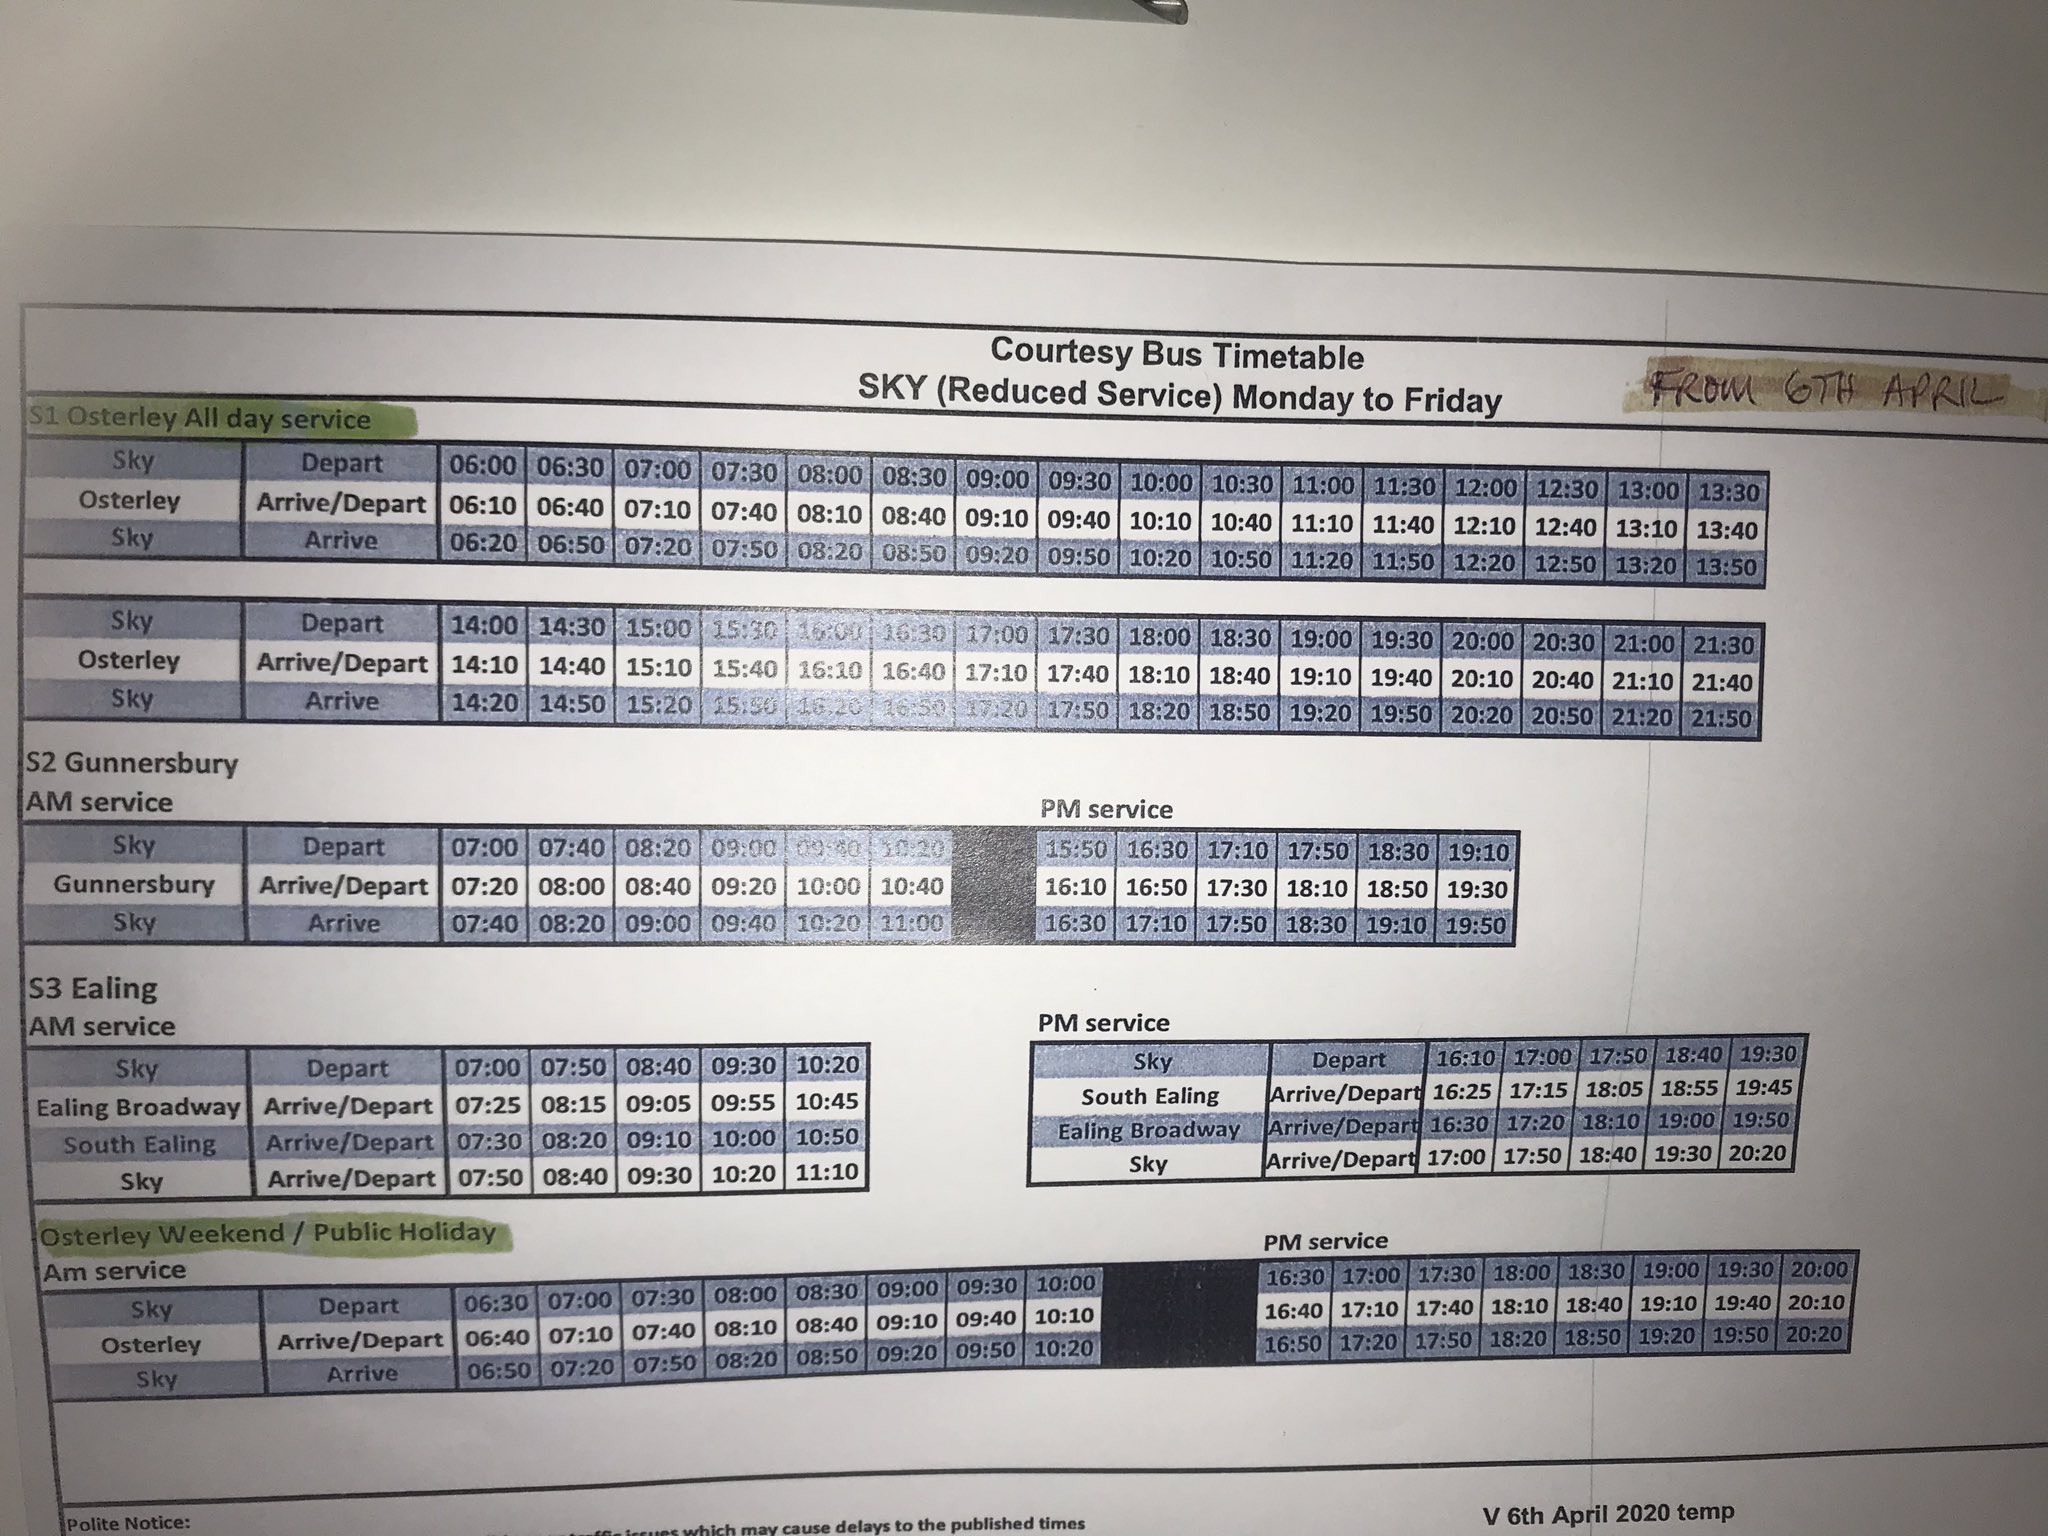 Courtesy Bus Timetable
SKY (Reduced Service) Monday to Friday
FROM 6TH APRIL
S1 Osterley All day service
Sky Depart 06:00 06:30 07:00 07:30 08:00 08:30 09:00 09:30 10:00 10:30 11:00 11:30 12:00 12:30 13:00 13:30
Osterley Arrive/Depart 06:10 06:40 07:10 07:40 08:10 08:40 09:10 09:40 10:10 10:40 11:10 11:40 12:10 12:40 13:10 13:40
Sky Arrive 06:20 06:50 07:20 07:50 08:20 08:50 09:20 09:50 10:20 10:50 11:20 11:50 12:20 12:50 13:20 13:50
Sky Depart 14:00 14:30 15:00 15:30 16:00 16:30 17:00 17:30 18:00 18:30 19:00 19:30 20:00 20:30 21:00 21:30
Osterley Arrive/Depart 14:10 14:40 15:10 15:40 16:10 16:40 17:10 17:40 18:10 18:40 19:10 19:40 20:10 20:40 21:10 21:40
Sky Arrive 14:20 14:50 15:20 15:50 16:20 16:50 17:20 17:50 18:20 18:50 19:20 19:50 20:20 20:50 21:20 21:50
S2 Gunnersbury
AM service PM service
Sky Depart 07:00 07:40 08:20 09:00 09:40 10:20 15:50 16:30 17:10 17:50 18:30 19:10
Gunnersbury Arrive/Depart 07:20 08:00 08:40 09:20 10:00 10:40 16:10 16:50 17:30 18:10 18:50 19:30
Sky Arrive 07:40 08:20 09:00 09:40 10:20 11:00 16:30 17:10 17:50 18:30 19:10 19:50
S3 Ealing
AM service
Sky Depart 07:00 07:50 08:40 09:30 10:20
Ealing Broadway Arrive/Depart 07:25 08:15 09:05 09:55 10:45
South Ealing Arrive/Depart 07:30 08:20 09:10 10:00 10:50
Sky Arrive/Depart 07:50 08:40 09:30 10:20 11:10
PM service
Sky Depart 16:10 17:00 17:50 18:40 19:30
South Ealing Arrive/Depart 16:25 17:15 18:05 18:55 19:45
Ealing Broadway Arrive/Depart 16:30 17:20 18:10 19:00 19:50
Sky Arrive/Depart 17:00 17:50 18:40 19:30 20:20
Osterley Weekend / Public Holiday
Am service PM service
Sky Depart 06:30 07:00 07:30 08:00 08:30 09:00 09:30 10:00 16:30 17:00 17:30 18:00 18:30 19:00 19:30 20:00
Osterley Arrive/Depart 06:40 07:10 07:40 08:10 08:40 09:10 09:40 10:10 16:40 17:10 17:40 18:10 18:40 19:10 19:40 20:10
Sky Arrive 06:50 07:20 07:50 08:20 08:50 09:20 09:50 10:20 16:50 17:20 17:50 18:20 18:50 19:20 19:50 20:20
Polite Notice:
issues which may cause delays to the published times
V 6th April 2020 temp